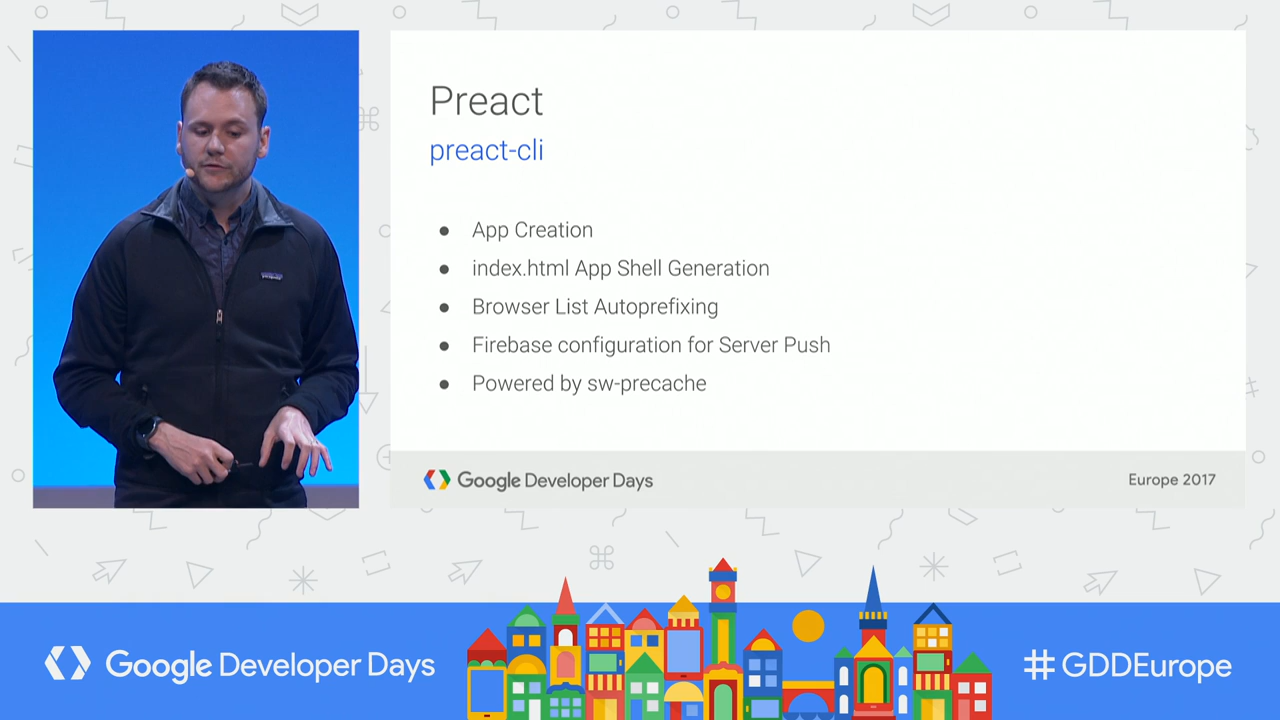 Preact
preact-cli
● App Creation
● index.html App Shell Generation
● Browser List Autoprefixing
● Firebase configuration for Server Push
● Powered by sw-precache
Google Developer Days
Europe 2017
Google Developer Days
#GDDEurope